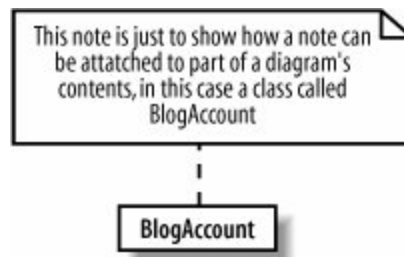 This note is just to show how a note can
be attatched to part of a diagram's
contents, in this case a class called
BlogAccount
BlogAccount